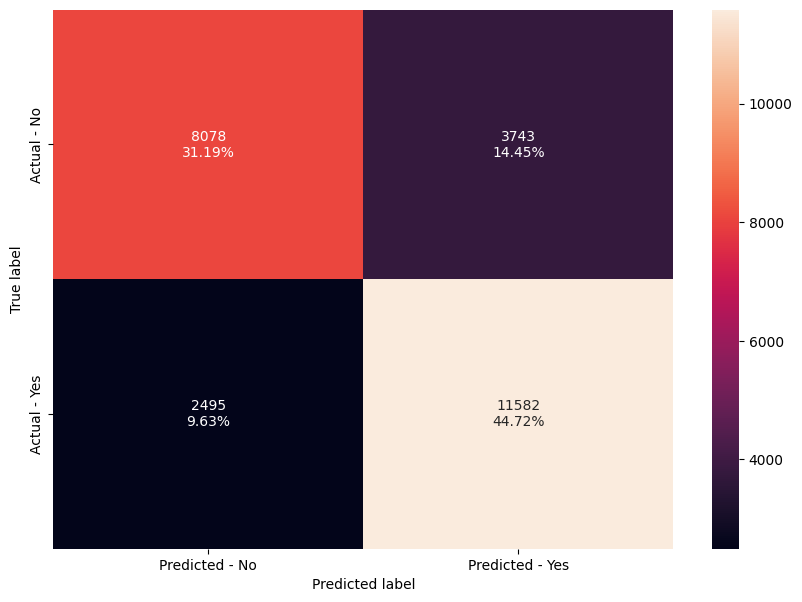 Actual - No
8078
31.19%
3743
14.45%
True label
Actual - Yes
2495
9.63%
11582
44.72%
Predicted - No
Predicted - Yes
Predicted label
10000
8000
6000
4000